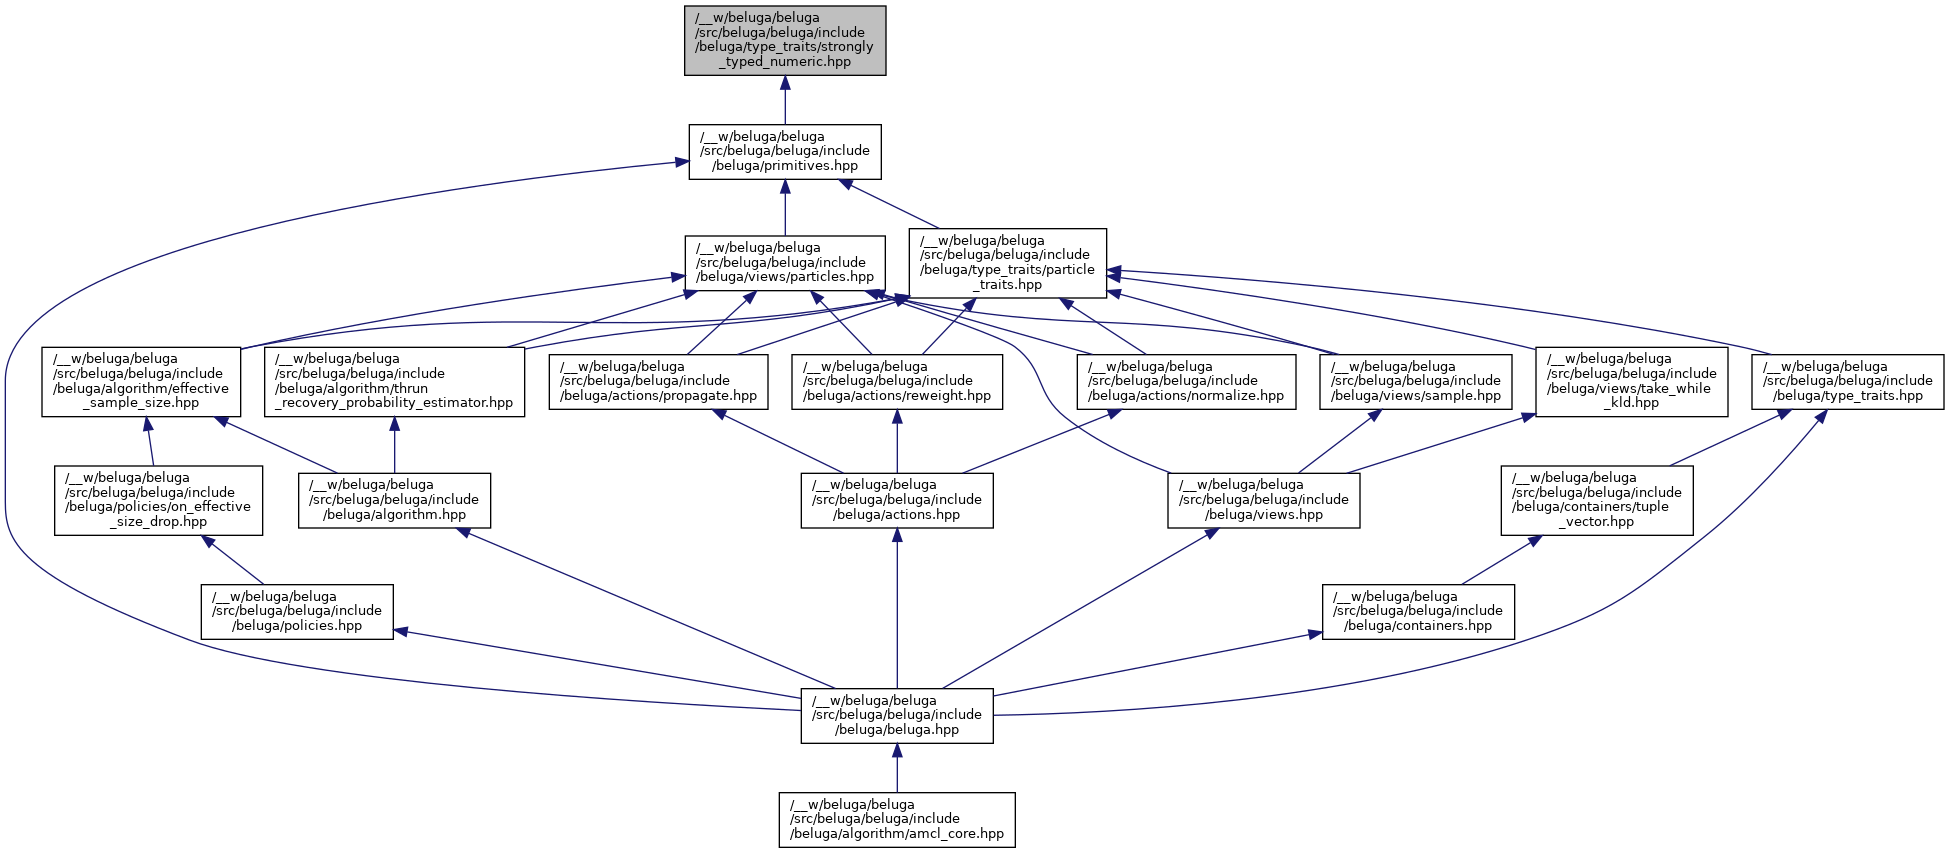 /__w/beluga/beluga
/src/beluga/beluga/include
/beluga/type_traits/strongly
_typed_numeric.hpp
/__w/beluga/beluga
/src/beluga/beluga/include
/beluga/primitives.hpp
/__w/beluga/beluga
/src/beluga/beluga/include
/beluga/views/particles.hpp
/__w/beluga/beluga
/src/beluga/beluga/include
/beluga/type_traits/particle
_traits.hpp
/__w/beluga/beluga
/src/beluga/beluga/include
/beluga/algorithm/effective
_sample_size.hpp
/__w/beluga/beluga
/src/beluga/beluga/include
/beluga/algorithm/thrun
_recovery_probability_estimator.hpp
/__w/beluga/beluga
/src/beluga/beluga/include
/beluga/actions/propagate.hpp
/__w/beluga/beluga
/src/beluga/beluga/include
/beluga/actions/reweight.hpp
/__w/beluga/beluga
/src/beluga/beluga/include
/beluga/actions/normalize.hpp
/__w/beluga/beluga
/src/beluga/beluga/include
/beluga/views/sample.hpp
/__w/beluga/beluga
/src/beluga/beluga/include
/beluga/views/take_while
_kld.hpp
/__w/beluga/beluga
/src/beluga/beluga/include
/beluga/type_traits.hpp
/__w/beluga/beluga
/src/beluga/beluga/include
/beluga/policies/on_effective
_size_drop.hpp
/__w/beluga/beluga
/src/beluga/beluga/include
/beluga/algorithm.hpp
/__w/beluga/beluga
/src/beluga/beluga/include
/beluga/actions.hpp
/__w/beluga/beluga
/src/beluga/beluga/include
/beluga/views.hpp
/__w/beluga/beluga
/src/beluga/beluga/include
/beluga/containers/tuple
_vector.hpp
/__w/beluga/beluga
/src/beluga/beluga/include
/beluga/policies.hpp
/__w/beluga/beluga
/src/beluga/beluga/include
/beluga/containers.hpp
/__w/beluga/beluga
/src/beluga/beluga/include
/beluga/beluga.hpp
/__w/beluga/beluga
/src/beluga/beluga/include
/beluga/algorithm/amcl_core.hpp